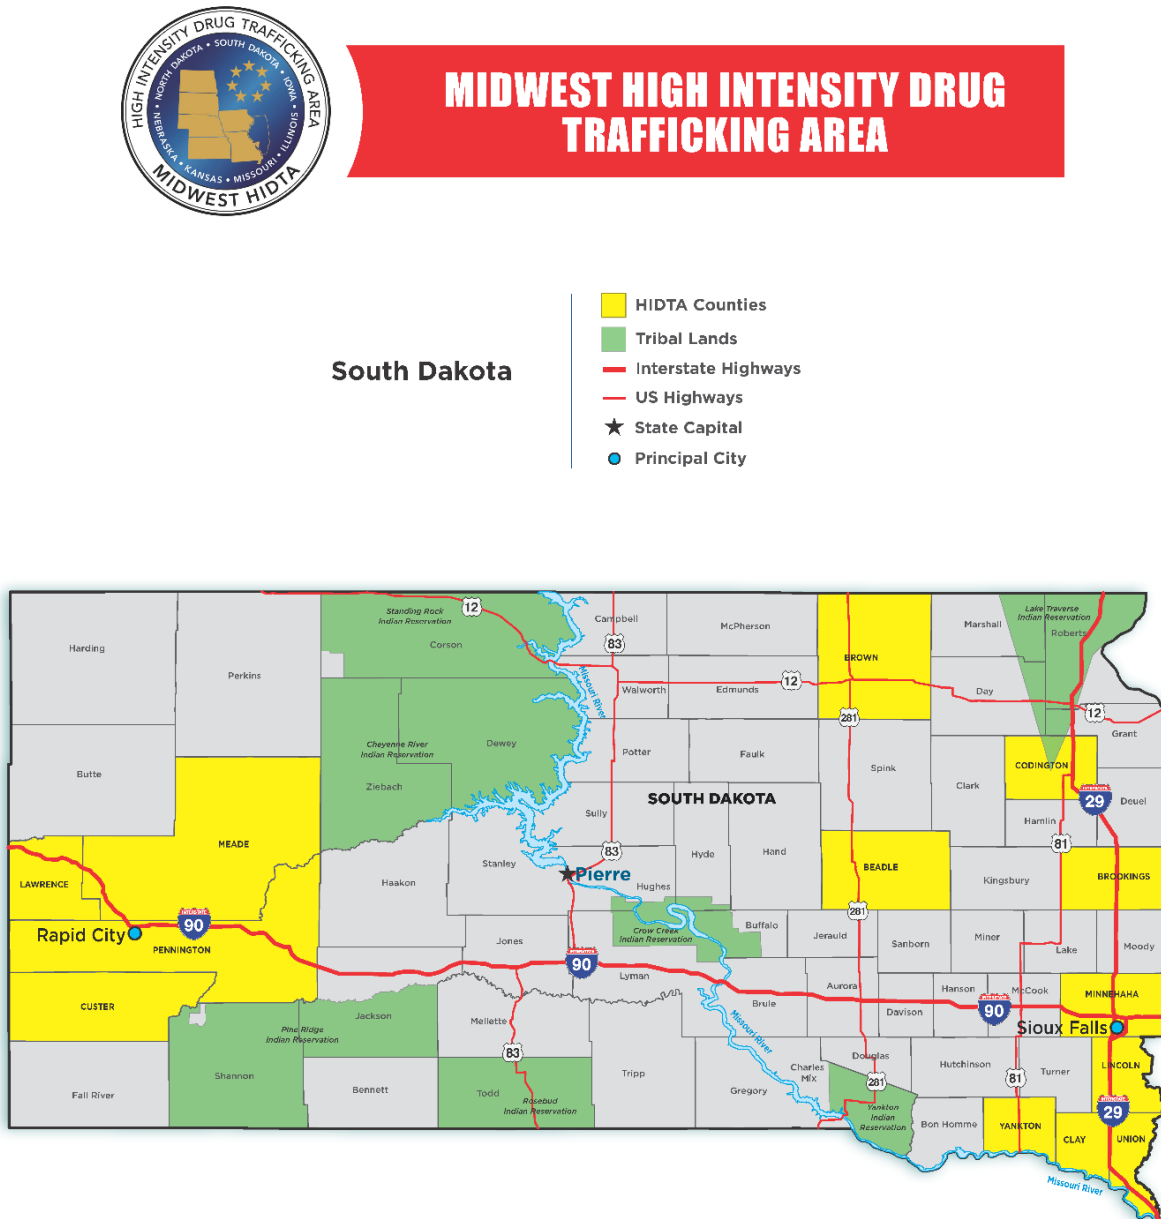 HIGH INTENSITY DRUG TRAFFICKING AREA
NORTH DAKOTA • SOUTH DAKOTA • IOWA • ILLINOIS • MISSOURI • KANSAS • NEBRASKA •
MIDWEST HIDTA
MIDWEST HIGH INTENSITY DRUG
TRAFFICKING AREA
South Dakota
HIDTA Counties
Tribal Lands
Interstate Highways
US Highways
State Capital
Principal City
Harding
Perkins
Standing Rock
Indian Reservation
12
Corson
Campbell
83
McPherson
BROWN
Marshall
Lake Traverse
Indian Reservation
Roberts
Missouri River
Walworth
Edmunds
12
Day
281
12
Grant
Butte
Cheyenne River
Indian Reservation
Dewey
Ziebach
Potter
Faulk
Spink
Clark
CODINGTON
INTERSTATE
29
Deuel
SOUTH DAKOTA
Sully
Hamlin
81
MEADE
83
Stanley
Hyde
Hand
BEADLE
Kingsbury
BROOKINGS
LAWRENCE
Haakon
Pierre
Hughes
281
INTERSTATE
90
Rapid City
PENNINGTON
Crow Creek
Indian Reservation
Buffalo
Jerauld
Sanborn
Miner
Lake
Moody
Jones
INTERSTATE
90
Lyman
CUSTER
Aurora
Brule
Davison
Hanson
McCook
INTERSTATE
90
MINNEHAHA
Sioux Falls
Jackson
Pine Ridge
Indian Reservation
Mellette
83
Missouri River
Douglas
Hutchinson
Turner
81
LINCOLN
Fall River
Shannon
Bennett
Todd
Rosebud
Indian Reservation
Tripp
Gregory
Charles
Mix
281
Yankton
Indian
Reservation
Bon Homme
YANKTON
CLAY
INTERSTATE
29
UNION
Missouri River